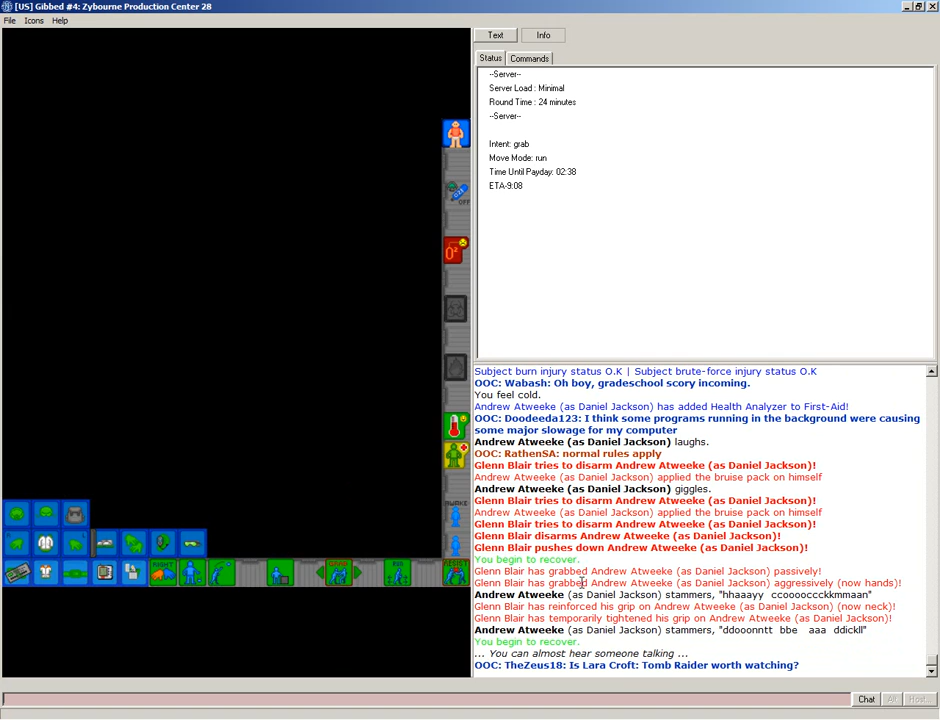 [US] Gibbed #4: Zybourne Production Center 28
File Icons Help
Text Info
Status Commands
--Server--
Server Load : Minimal
Round Time : 24 minutes
--Server--
Intent: grab
Move Mode: run
Time Until Payday: 02:38
ETA-9:08
OFF
O²
AWAKE
RIGHT
GRAB
Subject burn injury status O.K | Subject brute-force injury status O.K
OOC: Wabash: Oh boy, gradeschool scory incoming.
You feel cold.
Andrew Atweeke (as Daniel Jackson) has added Health Analyzer to First-Aid!
OOC: Doodeeda123: I think some programs running in the background were causing
some major slowage for my computer
Andrew Atweeke (as Daniel Jackson) laughs.
OOC: RathenSA: normal rules apply
Glenn Blair tries to disarm Andrew Atweeke (as Daniel Jackson)!
Andrew Atweeke (as Daniel Jackson) applied the bruise pack on himself
Andrew Atweeke (as Daniel Jackson) giggles.
Glenn Blair tries to disarm Andrew Atweeke (as Daniel Jackson)!
Andrew Atweeke (as Daniel Jackson) applied the bruise pack on himself
Glenn Blair tries to disarm Andrew Atweeke (as Daniel Jackson)!
Glenn Blair disarms Andrew Atweeke (as Daniel Jackson)!
Glenn Blair pushes down Andrew Atweeke (as Daniel Jackson)!
You begin to recover.
Glenn Blair has grabbed Andrew Atweeke (as Daniel Jackson) passively!
Glenn Blair has grabbed Andrew Atweeke (as Daniel Jackson) aggressively (now hands)!
Andrew Atweeke (as Daniel Jackson) stammers, "hhaaayy ccooooccckkmmaan"
Glenn Blair has reinforced his grip on Andrew Atweeke (as Daniel Jackson) (now neck)!
Glenn Blair has temporarily tightened his grip on Andrew Atweeke (as Daniel Jackson)!
Andrew Atweeke (as Daniel Jackson) stammers, "ddooonntt bbe aaa ddickll"
You begin to recover.
... You can almost hear someone talking ...
OOC: TheZeus18: Is Lara Croft: Tomb Raider worth watching?
Chat Host...